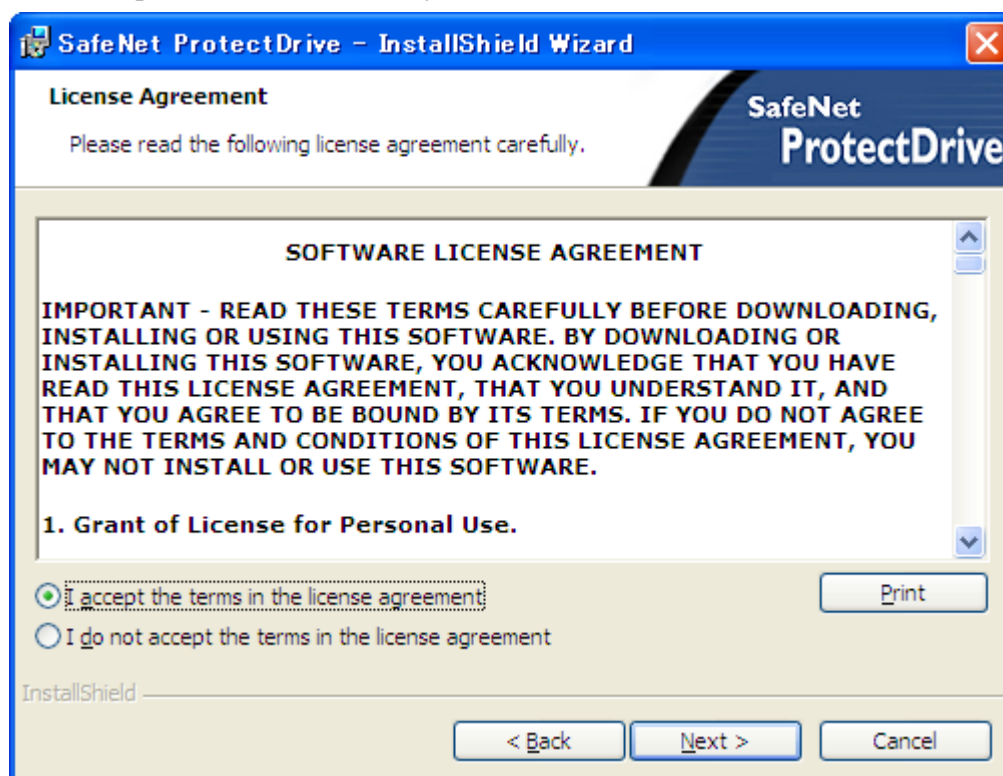 SafeNet ProtectDrive - InstallShield Wizard
License Agreement
Please read the following license agreement carefully.
SafeNet
ProtectDrive
SOFTWARE LICENSE AGREEMENT
IMPORTANT - READ THESE TERMS CAREFULLY BEFORE DOWNLOADING,
INSTALLING OR USING THIS SOFTWARE. BY DOWNLOADING OR
INSTALLING THIS SOFTWARE, YOU ACKNOWLEDGE THAT YOU HAVE
READ THIS LICENSE AGREEMENT, THAT YOU UNDERSTAND IT, AND
THAT YOU AGREE TO BE BOUND BY ITS TERMS. IF YOU DO NOT AGREE
TO THE TERMS AND CONDITIONS OF THIS LICENSE AGREEMENT, YOU
MAY NOT INSTALL OR USE THIS SOFTWARE.
1. Grant of License for Personal Use.
I accept the terms in the license agreement
Print
I do not accept the terms in the license agreement
InstallShield
< Back
Next >
Cancel